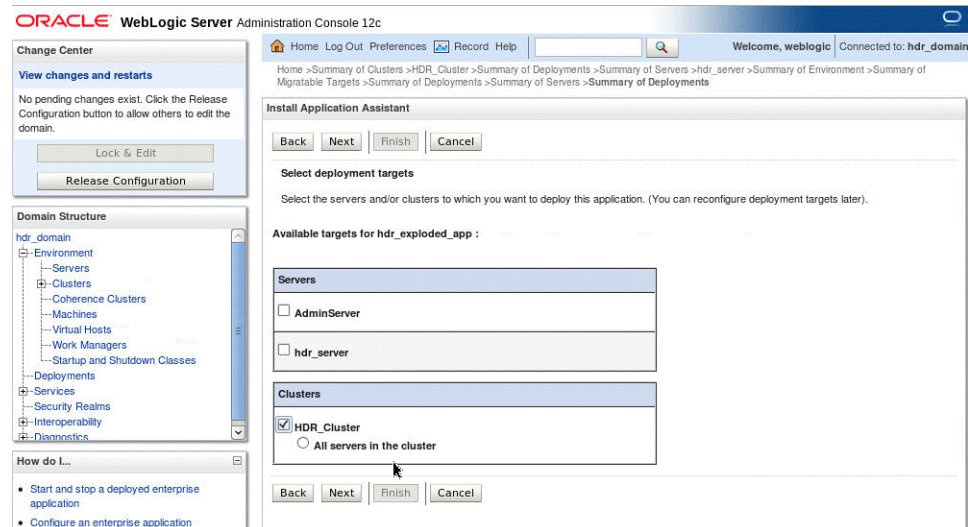 ORACLE WebLogic Server Administration Console 12c
Change Center
View changes and restarts
No pending changes exist. Click the Release
Configuration button to allow others to edit the
domain.
Lock & Edit
Release Configuration
Domain Structure
hdr_domain
Environment
Servers
Clusters
Coherence Clusters
Machines
Virtual Hosts
Work Managers
Startup and Shutdown Classes
Deployments
Services
Security Realms
Interoperability
Diagnostics
How do I...
Start and stop a deployed enterprise
application
Configure an enterprise application
Home Log Out Preferences Record Help
Welcome, weblogic Connected to: hdr_domain
Home >Summary of Clusters >HDR_Cluster >Summary of Deployments >Summary of Servers >hdr_server >Summary of Environment >Summary of
Migratable Targets >Summary of Deployments >Summary of Servers >Summary of Deployments
Install Application Assistant
Back Next Finish Cancel
Select deployment targets
Select the servers and/or clusters to which you want to deploy this application. (You can reconfigure deployment targets later).
Available targets for hdr_exploded_app :
Servers
AdminServer
hdr_server
Clusters
HDR_Cluster
All servers in the cluster
Back Next Finish Cancel